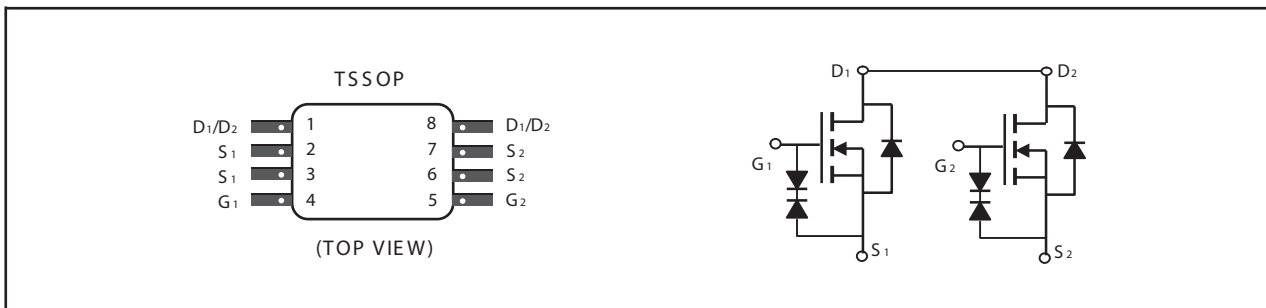 TSSOP
D1/D2 1 8 D1/D2
S1 2 7 S2
S1 3 6 S2
G1 4 5 G2
(TOP VIEW)
D1 D2
G1 G2
S1 S2